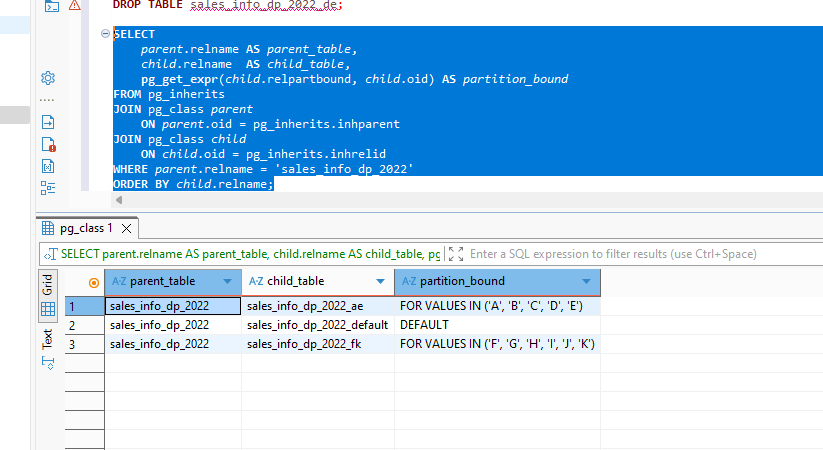 DROP TABLE sales_info_dp_2022_de;
SELECT
parent.relname AS parent_table,
child.relname AS child_table,
pg_get_expr(child.relpartbound, child.oid) AS partition_bound
FROM pg_inherits
JOIN pg_class parent
ON parent.oid = pg_inherits.inhparent
JOIN pg_class child
ON child.oid = pg_inherits.inhrelid
WHERE parent.relname = 'sales_info_dp_2022'
ORDER BY child.relname;
pg_class 1
SELECT parent.relname AS parent_table, child.relname AS child_table, pg
Enter a SQL expression to filter results (use Ctrl+Space)
Grid
Text
A-Z parent_table A-Z child_table A-Z partition_bound
1 sales_info_dp_2022 sales_info_dp_2022_ae FOR VALUES IN ('A', 'B', 'C', 'D', 'E')
2 sales_info_dp_2022 sales_info_dp_2022_default DEFAULT
3 sales_info_dp_2022 sales_info_dp_2022_fk FOR VALUES IN ('F', 'G', 'H', 'I', 'J', 'K')